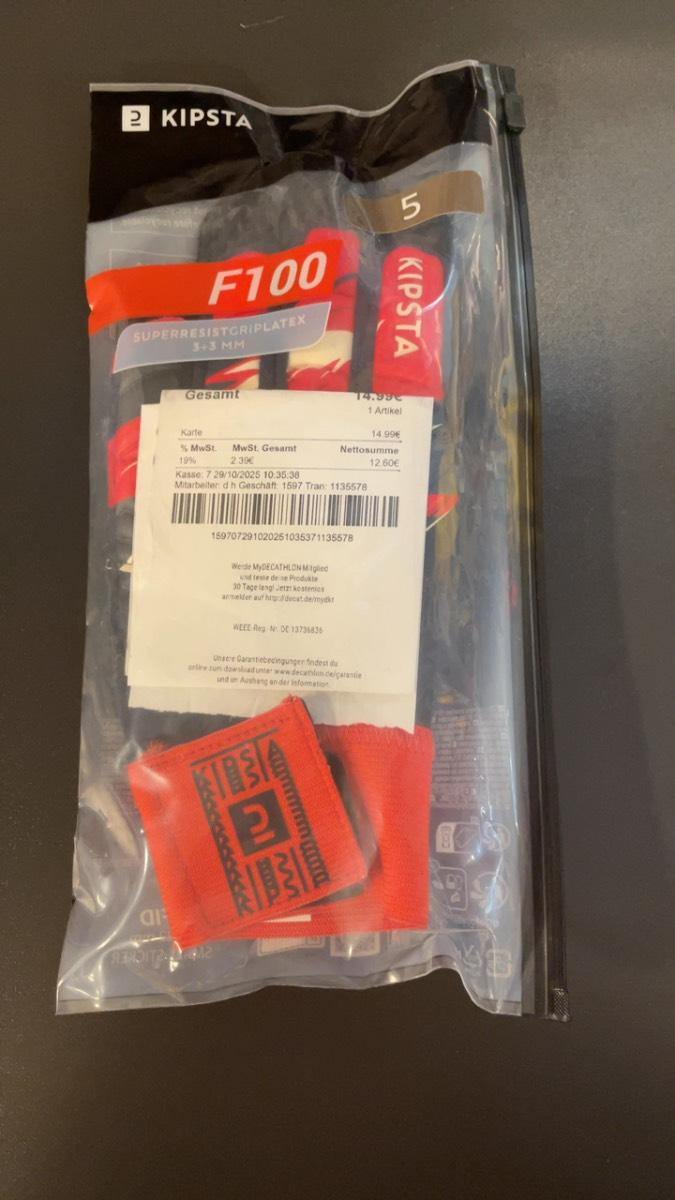 KIPSTA
5
F100
KIPSTA
SUPERRESISTGRIPLATEX
3+3 MM
Gesamt 14.99€
1 Artikel
Karte 14.99€
% MwSt. MwSt. Gesamt Nettosumme
19% 2.39€ 12.60€
Kasse: 7 29/10/2025 10:35:38
Mitarbeiter: d h Geschäft: 1597 Tran: 1135578
1597072910202510353711355​78
Werde MyDECATHLON Mitglied
und teste deine Produkte
30 Tage lang! Jetzt kostenlos
anmelden auf http://decat.de/mydkt
WEEE-Reg.-Nr. DE 13736836
Unsere Garantiebedingungen findest du
online zum download unter www.decathlon.de/garantie
und im Aushang an der Information.